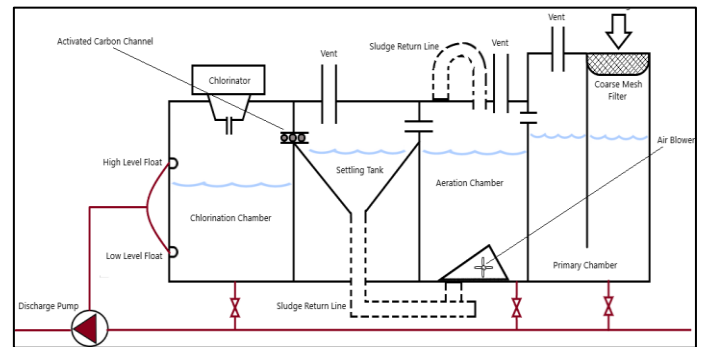 Activated Carbon Channel
Vent
Sludge Return Line
Vent
Vent
Chlorinator
Coarse Mesh
Filter
Air Blower
High Level Float
Settling Tank
Aeration Chamber
Chlorination Chamber
Low Level Float
Primary Chamber
Discharge Pump
Sludge Return Line